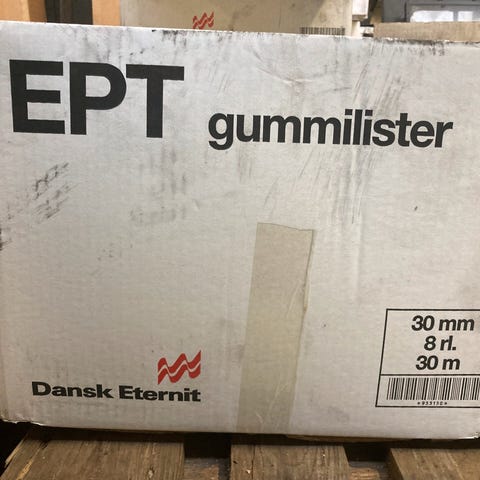 EPT gummilister
30 mm
8 rl.
30 m
Dansk Eternit